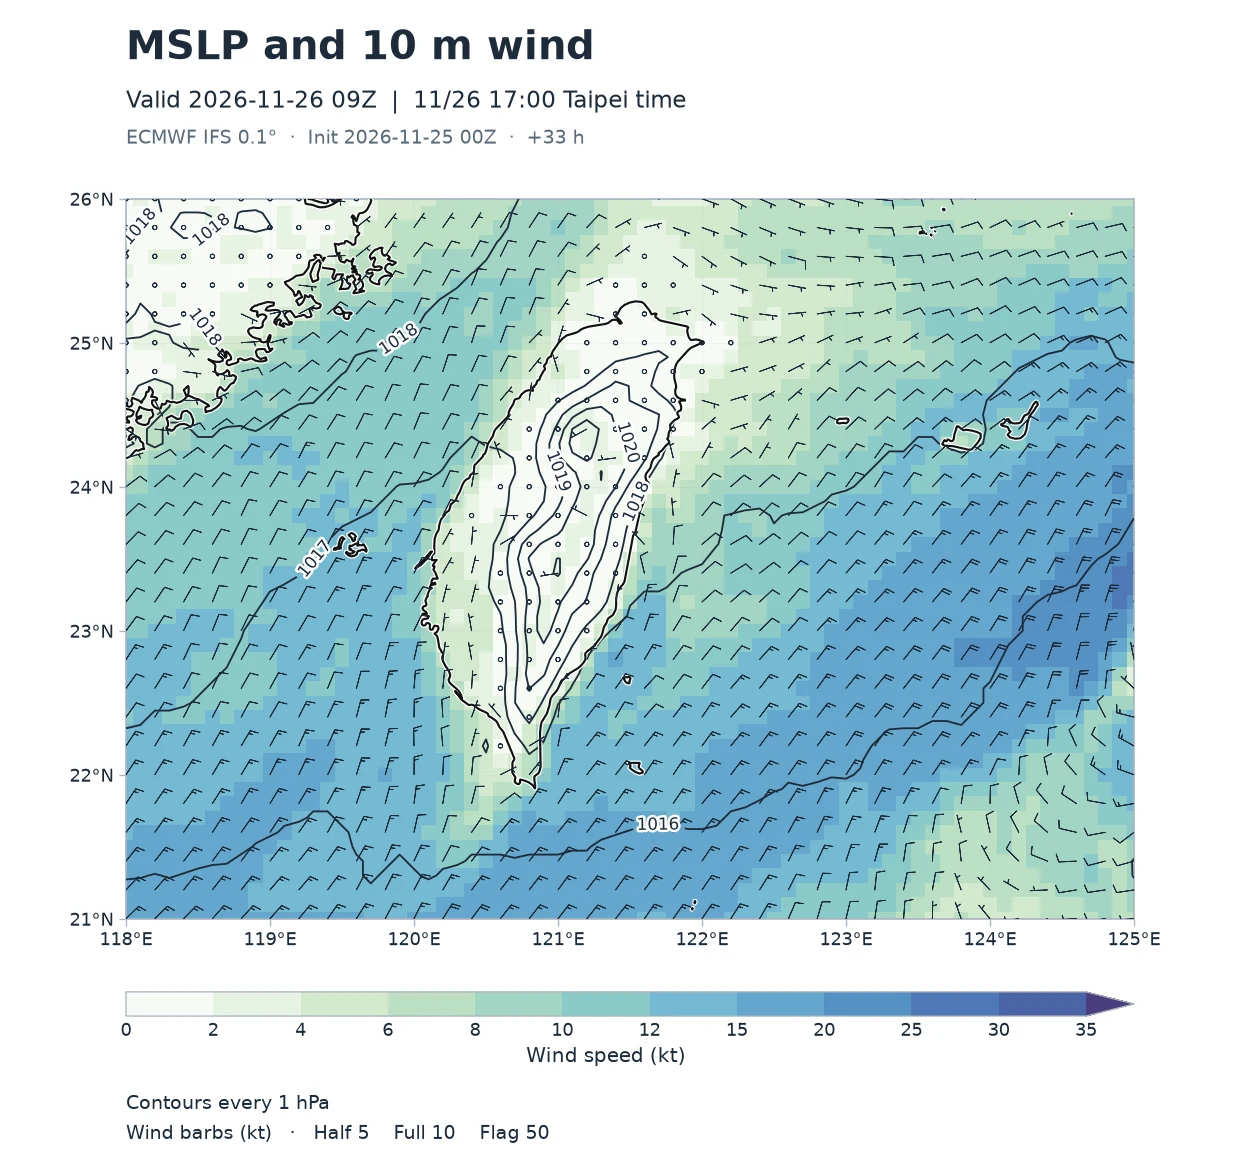 MSLP and 10 m wind
Valid 2026-11-26 09Z | 11/26 17:00 Taipei time
ECMWF IFS 0.1° · Init 2026-11-25 00Z · +33 h
26°N
25°N
24°N
23°N
22°N
21°N
1018
1018
1018
1018
1020
1019
1018
1017
1016
118°E 119°E 120°E 121°E 122°E 123°E 124°E 125°E
0 2 4 6 8 10 12 15 20 25 30 35
Wind speed (kt)
Contours every 1 hPa
Wind barbs (kt) · Half 5 Full 10 Flag 50